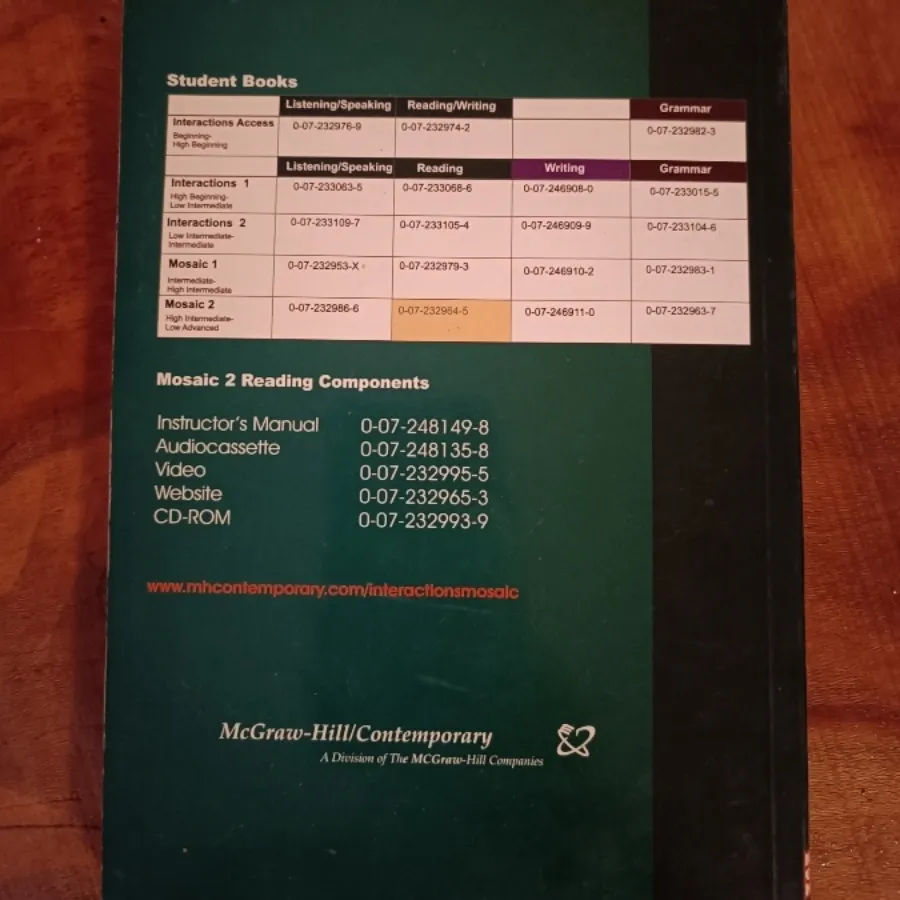 Student Books
Listening/Speaking Reading/Writing Grammar
Interactions Access 0-07-232976-9 0-07-232974-2 0-07-232982-3
Beginning-
High Beginning
Listening/Speaking Reading Writing Grammar
Interactions 1 0-07-233063-5 0-07-233068-6 0-07-246908-0 0-07-233015-5
High Beginning-
Low Intermediate
Interactions 2 0-07-233109-7 0-07-233105-4 0-07-246909-9 0-07-233104-6
Low Intermediate-
Intermediate
Mosaic 1 0-07-232953-X 0-07-232979-3 0-07-246910-2 0-07-232983-1
Intermediate-
High Intermediate
Mosaic 2 0-07-232986-6 0-07-232964-5 0-07-246911-0 0-07-232963-7
High Intermediate-
Low Advanced
Mosaic 2 Reading Components
Instructor's Manual 0-07-248149-8
Audiocassette 0-07-248135-8
Video 0-07-232995-5
Website 0-07-232965-3
CD-ROM 0-07-232993-9
www.mhcontemporary.com/interactionsmosaic
McGraw-Hill/Contemporary
A Division of The McGraw-Hill Companies